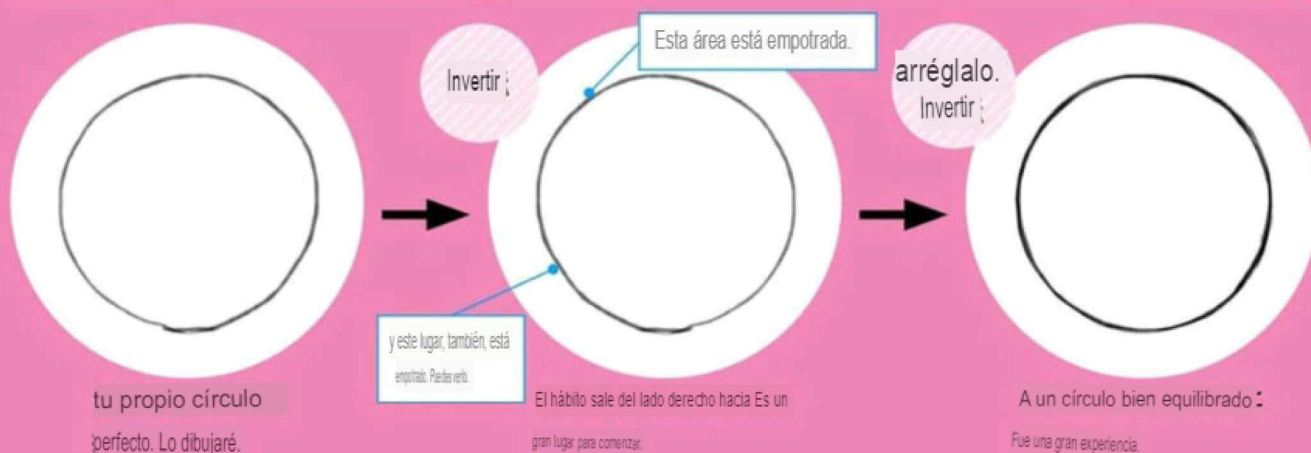 Invertir ;
Esta área está empotrada.
arréglalo.
Invertir ;
y este lugar, también, está
empotrado. Puedes verlo.
tu propio círculo
perfecto. Lo dibujaré.
El hábito sale del lado derecho hacia Es un
gran lugar para comenzar.
A un círculo bien equilibrado :
Fue una gran experiencia.